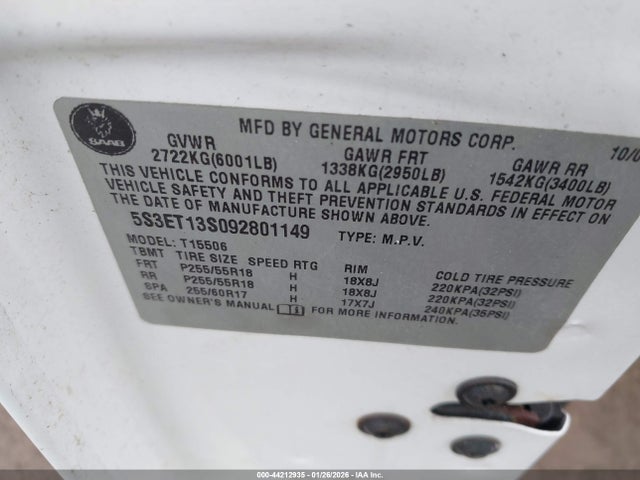 SAAB
MFD BY GENERAL MOTORS CORP.
GVWR GAWR FRT GAWR RR
2722KG(6001LB) 1338KG(2950LB) 1542KG(3400LB)
THIS VEHICLE CONFORMS TO ALL APPLICABLE U.S. FEDERAL MOTOR
VEHICLE SAFETY AND THEFT PREVENTION STANDARDS IN EFFECT ON
THE DATE OF MANUFACTURE SHOWN ABOVE.
5S3ET13S092801149 TYPE: M.P.V.
MODEL: T15506
TBMT TIRE SIZE SPEED RTG RIM COLD TIRE PRESSURE
FRT P255/55R18 H 18X8J 220KPA(32PSI)
RR P255/55R18 H 18X8J 220KPA(32PSI)
SPA 255/60R17 H 17X7J 240KPA(35PSI)
SEE OWNER'S MANUAL FOR MORE INFORMATION.
000-44212935 - 01/26/2026 - IAA Inc.